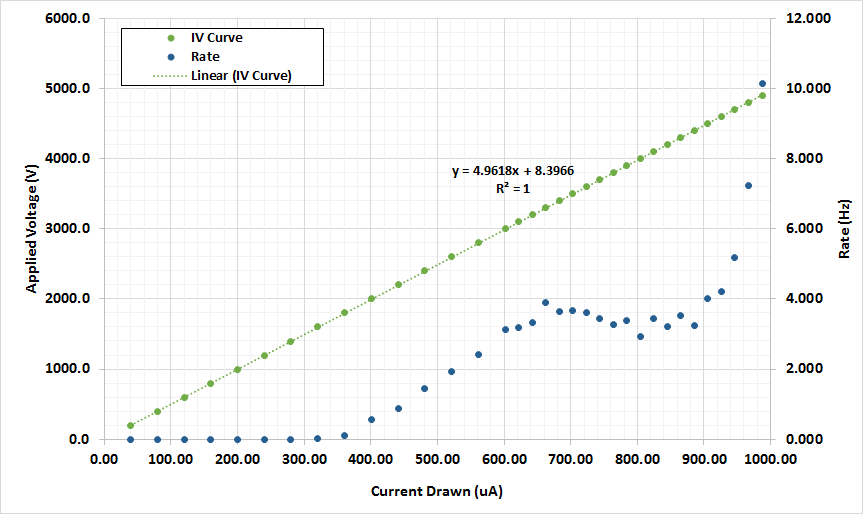 6000.0
5000.0
4000.0
3000.0
2000.0
1000.0
0.0
Applied Voltage (V)
IV Curve
Rate
Linear (IV Curve)
y = 4.9618x + 8.3966
R² = 1
12.000
10.000
8.000
6.000
4.000
2.000
0.000
Rate (Hz)
0.00 100.00 200.00 300.00 400.00 500.00 600.00 700.00 800.00 900.00 1000.00
Current Drawn (uA)